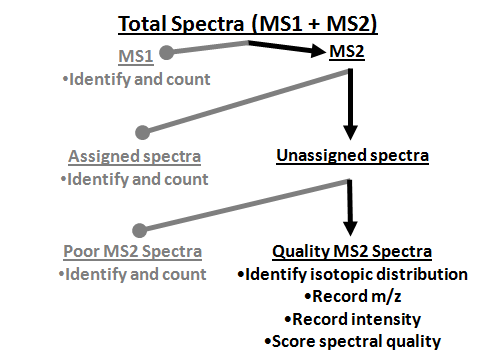 Total Spectra (MS1 + MS2)
MS1
•Identify and count
MS2
Assigned spectra
•Identify and count
Unassigned spectra
Poor MS2 Spectra
•Identify and count
Quality MS2 Spectra
•Identify isotopic distribution
•Record m/z
•Record intensity
•Score spectral quality